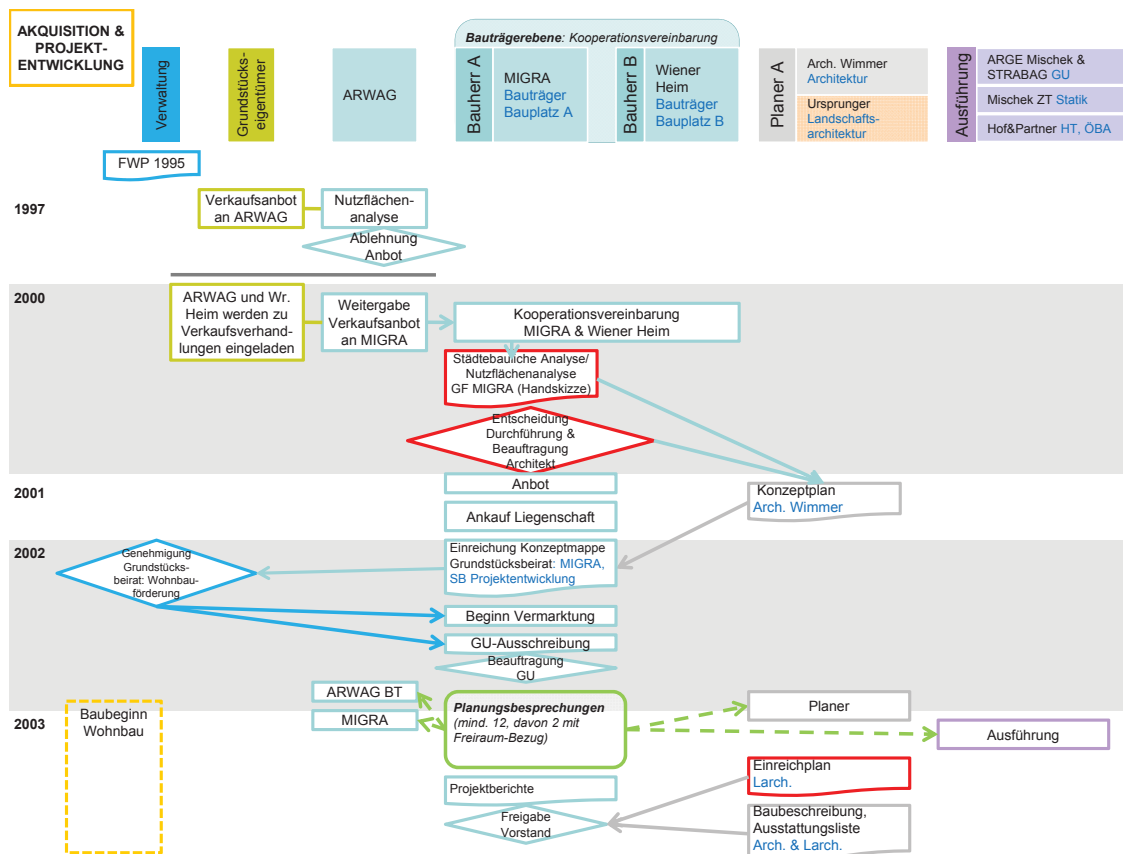 AKQUISITION &
PROJEKT-
ENTWICKLUNG
Verwaltung
Grundstücks-
eigentümer
ARWAG
Bauträgerebene: Kooperationsvereinbarung
Bauherr A
MIGRA
Bauträger
Bauplatz A
Bauherr B
Wiener
Heim
Bauträger
Bauplatz B
Planer A
Arch. Wimmer
Architektur
Ursprunger
Landschafts-
architektur
Ausführung
ARGE Mischek &
STRABAG GU
Mischek ZT Statik
Hof&Partner HT, ÖBA
FWP 1995
1997
Verkaufsanbot
an ARWAG
Nutzflächen-
analyse
Ablehnung
Anbot
2000
ARWAG und Wr.
Heim werden zu
Verkaufsverhand-
lungen eingeladen
Weitergabe
Verkaufsanbot
an MIGRA
Kooperationsvereinbarung
MIGRA & Wiener Heim
Städtebauliche Analyse/
Nutzflächenanalyse
GF MIGRA (Handskizze)
Entscheidung
Durchführung &
Beauftragung
Architekt
2001
Anbot
Ankauf Liegenschaft
Konzeptplan
Arch. Wimmer
2002
Genehmigung
Grundstücks-
beirat: Wohnbau-
förderung
Einreichung Konzeptmappe
Grundstücksbeirat: MIGRA,
SB Projektentwicklung
Beginn Vermarktung
GU-Ausschreibung
Beauftragung
GU
2003
ARWAG BT
MIGRA
Planungsbesprechungen
(mind. 12, davon 2 mit
Freiraum-Bezug)
Planer
Ausführung
Baubeginn
Wohnbau
Projektberichte
Freigabe
Vorstand
Einreichplan
Larch.
Baubeschreibung,
Ausstattungsliste
Arch. & Larch.